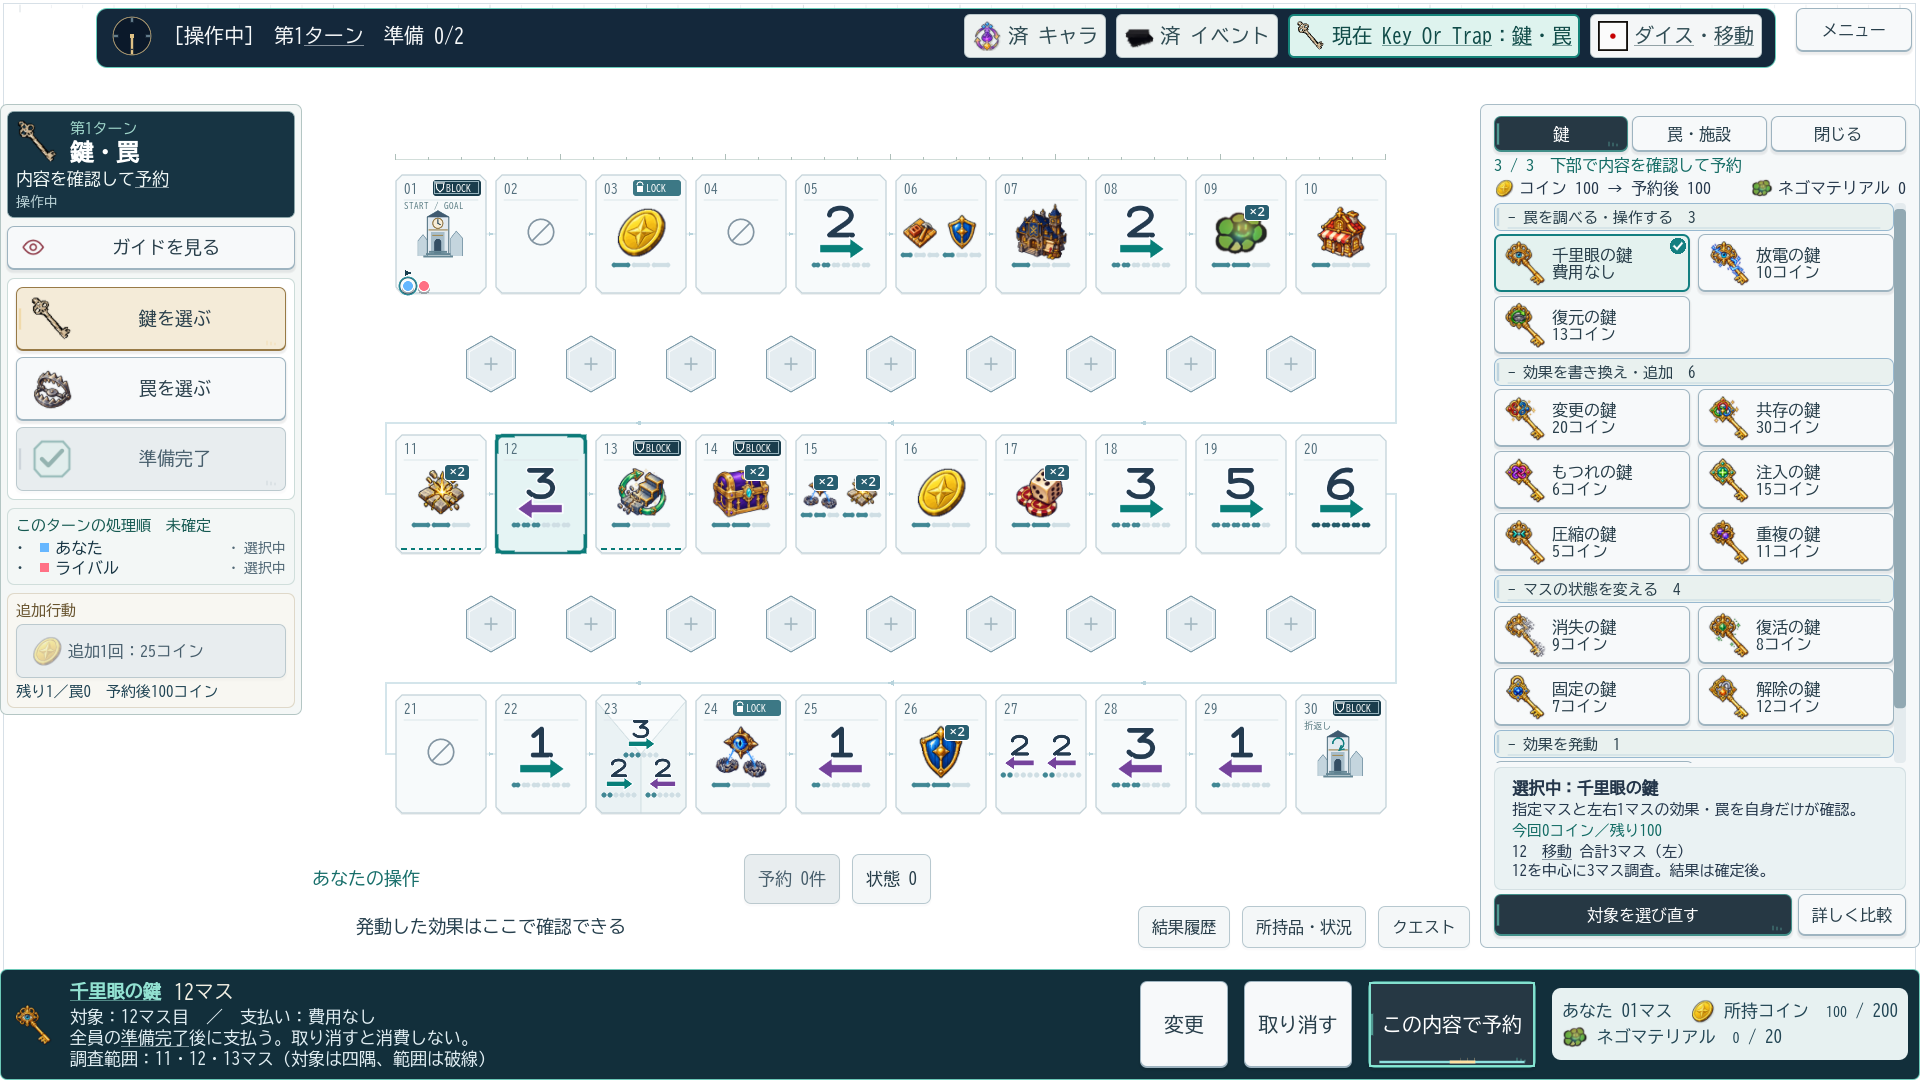 [操作中] 第1ターン 準備 0/2
済 キャラ
済 イベント
現在 Key Or Trap：鍵・罠
ダイス・移動
メニュー
第1ターン
鍵・罠
内容を確認して予約
操作中
ガイドを見る
鍵を選ぶ
罠を選ぶ
準備完了
このターンの処理順 未確定
・ あなた ・ 選択中
・ ライバル ・ 選択中
追加行動
追加1回：25コイン
残り1／罠0 予約後100コイン
01 BLOCK
START / GOAL
02
03 LOCK
04
05
2
06
07
08
2
09
×2
10
11
×2
12
3
13 BLOCK
14 BLOCK
×2
15
×2 ×2
16
17
×2
18
3
19
5
20
6
21
22
1
23
3
2 2
24 LOCK
25
1
26
×2
27
2 2
28
3
29
1
30 BLOCK
折返し
あなたの操作
予約 0件
状態 0
発動した効果はここで確認できる
結果履歴
所持品・状況
クエスト
鍵
罠・施設
閉じる
3 / 3 下部で内容を確認して予約
コイン 100 → 予約後 100 ネゴマテリアル 0
− 罠を調べる・操作する 3
千里眼の鍵
費用なし
放電の鍵
10コイン
復元の鍵
13コイン
− 効果を書き換え・追加 6
変更の鍵
20コイン
共存の鍵
30コイン
もつれの鍵
6コイン
注入の鍵
15コイン
圧縮の鍵
5コイン
重複の鍵
11コイン
− マスの状態を変える 4
消失の鍵
9コイン
復活の鍵
8コイン
固定の鍵
7コイン
解除の鍵
12コイン
− 効果を発動 1
選択中：千里眼の鍵
指定マスと左右1マスの効果・罠を自身だけが確認。
今回0コイン／残り100
12 移動 合計3マス（左）
12を中心に3マス調査。結果は確定後。
対象を選び直す
詳しく比較
千里眼の鍵 12マス
対象：12マス目 ／ 支払い：費用なし
全員の準備完了後に支払う。取り消すと消費しない。
調査範囲：11・12・13マス（対象は四隅、範囲は破線）
変更
取り消す
この内容で予約
あなた 01マス 所持コイン 100 / 200
ネゴマテリアル 0 / 20